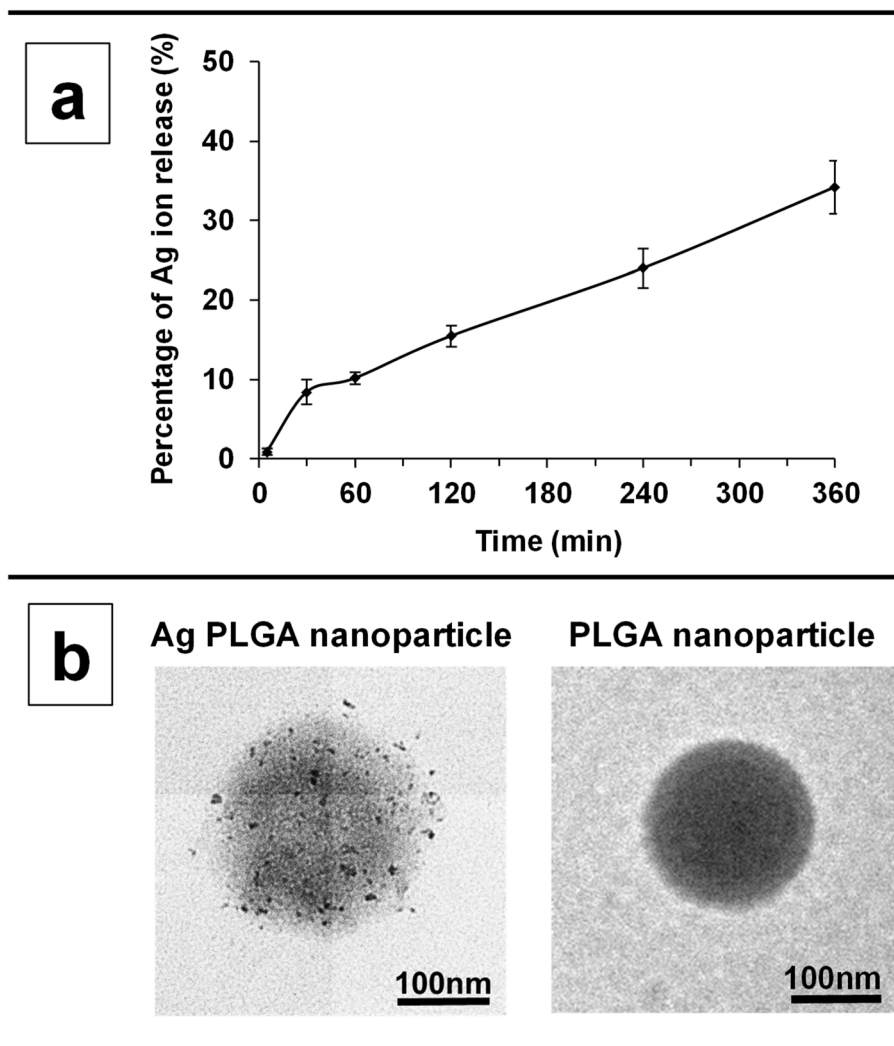 a
Percentage of Ag ion release (%)
50
40
30
20
10
0
0 60 120 180 240 300 360
Time (min)
b
Ag PLGA nanoparticle PLGA nanoparticle
100nm 100nm